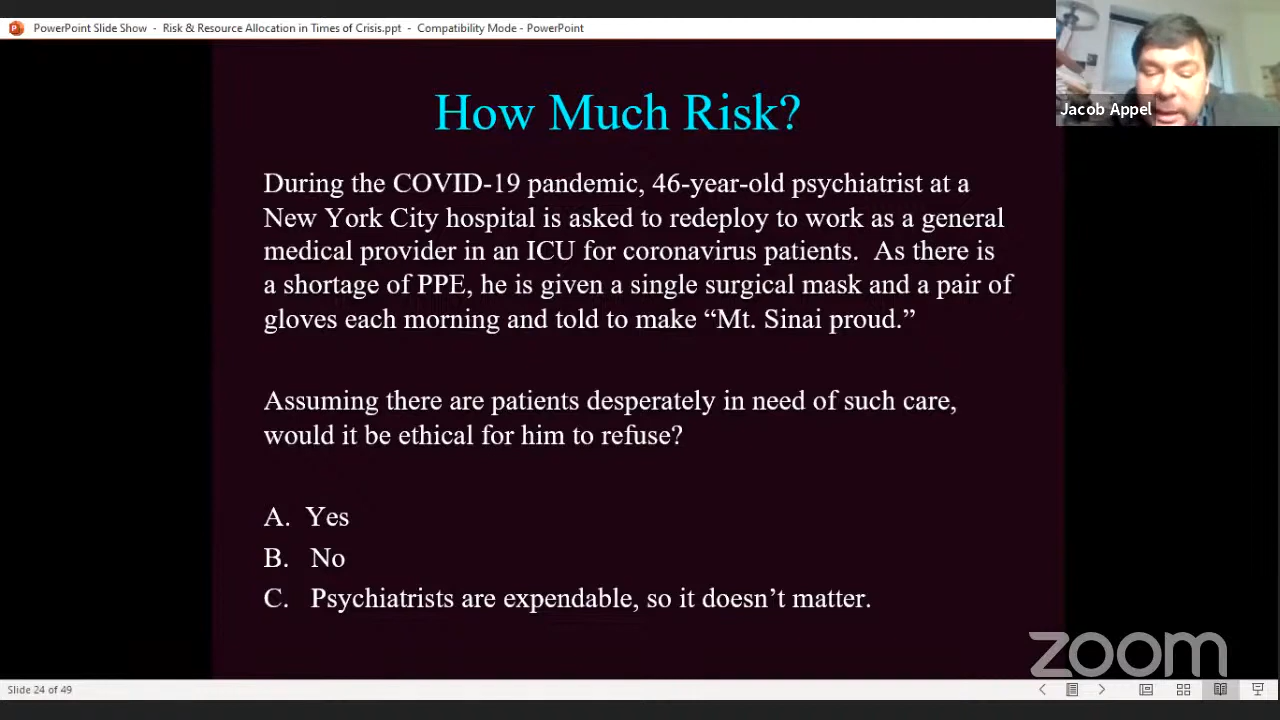 PowerPoint Slide Show - Risk & Resource Allocation in Times of Crisis.ppt - Compatibility Mode - PowerPoint
Jacob Appel
How Much Risk?
During the COVID-19 pandemic, 46-year-old psychiatrist at a
New York City hospital is asked to redeploy to work as a general
medical provider in an ICU for coronavirus patients. As there is
a shortage of PPE, he is given a single surgical mask and a pair of
gloves each morning and told to make “Mt. Sinai proud.”
Assuming there are patients desperately in need of such care,
would it be ethical for him to refuse?
A. Yes
B. No
C. Psychiatrists are expendable, so it doesn’t matter.
zoom
Slide 24 of 49